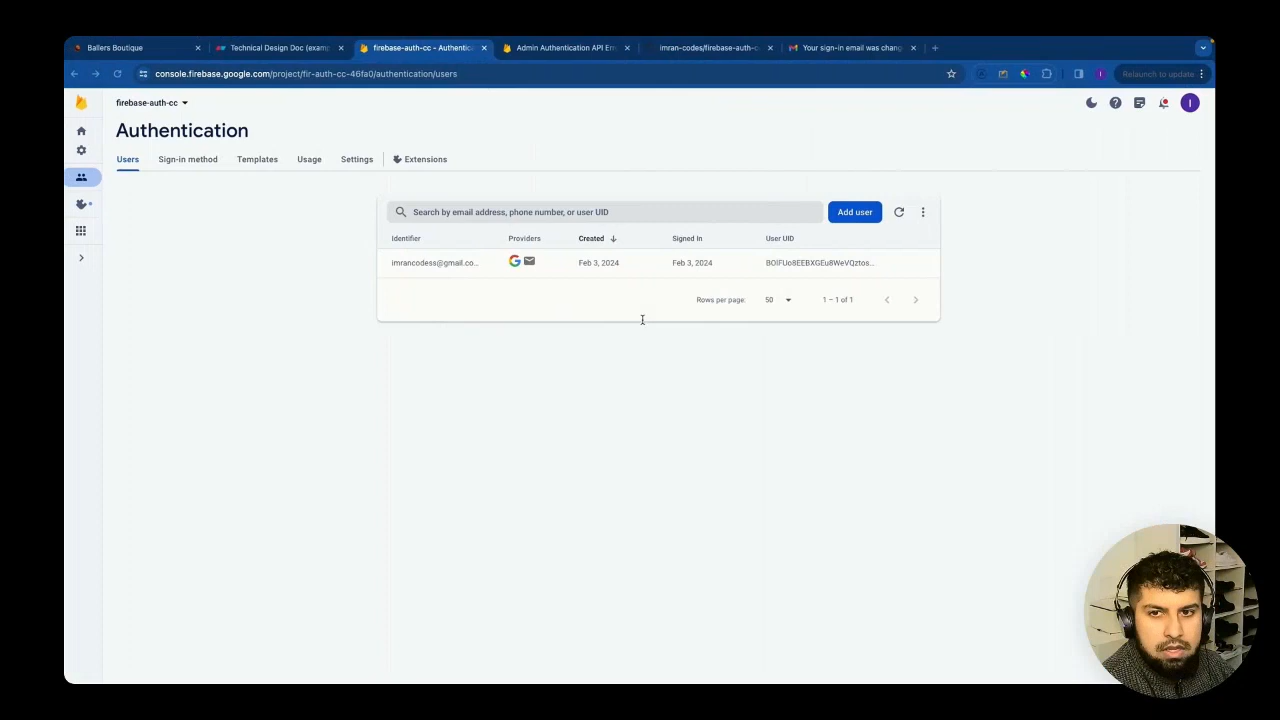 Ballers Boutique
Technical Design Doc (examp
firebase-auth-cc - Authentic
Admin Authentication API Err
imran-codes/firebase-auth-c
Your sign-in email was chan
console.firebase.google.com/project/fir-auth-cc-46fa0/authentication/users
Relaunch to update
firebase-auth-cc
I
Authentication
Users
Sign-in method
Templates
Usage
Settings
Extensions
Search by email address, phone number, or user UID
Add user
Identifier
Providers
Created
Signed In
User UID
imrancodess@gmail.co...
Feb 3, 2024
Feb 3, 2024
Rows per page:
50
1 – 1 of 1